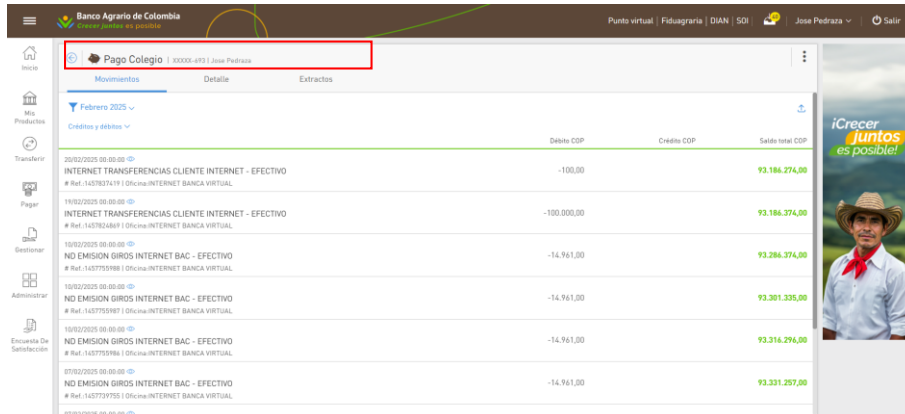 Banco Agrario de Colombia
Crecer juntos es posible
Punto virtual | Fiduagraria | DIAN | SOI | Jose Pedraza | Salir
Inicio
Mis Productos
Transferir
Pagar
Gestionar
Administrar
Encuesta De Satisfacción
Pago Colegio | XXXXX-693 | Jose Pedraza
Movimientos Detalle Extractos
Febrero 2025
Créditos y débitos
Débito COP Crédito COP Saldo total COP
20/02/2025 00:00:00
INTERNET TRANSFERENCIAS CLIENTE INTERNET - EFECTIVO -100,00 93.186.274,00
# Ref.:1457837419 | Oficina:INTERNET BANCA VIRTUAL
19/02/2025 00:00:00
INTERNET TRANSFERENCIAS CLIENTE INTERNET - EFECTIVO -100.000,00 93.186.374,00
# Ref.:1457824869 | Oficina:INTERNET BANCA VIRTUAL
10/02/2025 00:00:00
ND EMISION GIROS INTERNET BAC - EFECTIVO -14.961,00 93.286.374,00
# Ref.:1457755988 | Oficina:INTERNET BANCA VIRTUAL
10/02/2025 00:00:00
ND EMISION GIROS INTERNET BAC - EFECTIVO -14.961,00 93.301.335,00
# Ref.:1457755987 | Oficina:INTERNET BANCA VIRTUAL
10/02/2025 00:00:00
ND EMISION GIROS INTERNET BAC - EFECTIVO -14.961,00 93.316.296,00
# Ref.:1457755986 | Oficina:INTERNET BANCA VIRTUAL
07/02/2025 00:00:00
ND EMISION GIROS INTERNET BAC - EFECTIVO -14.961,00 93.331.257,00
# Ref.:1457739755 | Oficina:INTERNET BANCA VIRTUAL
¡Crecer
juntos
es posible!